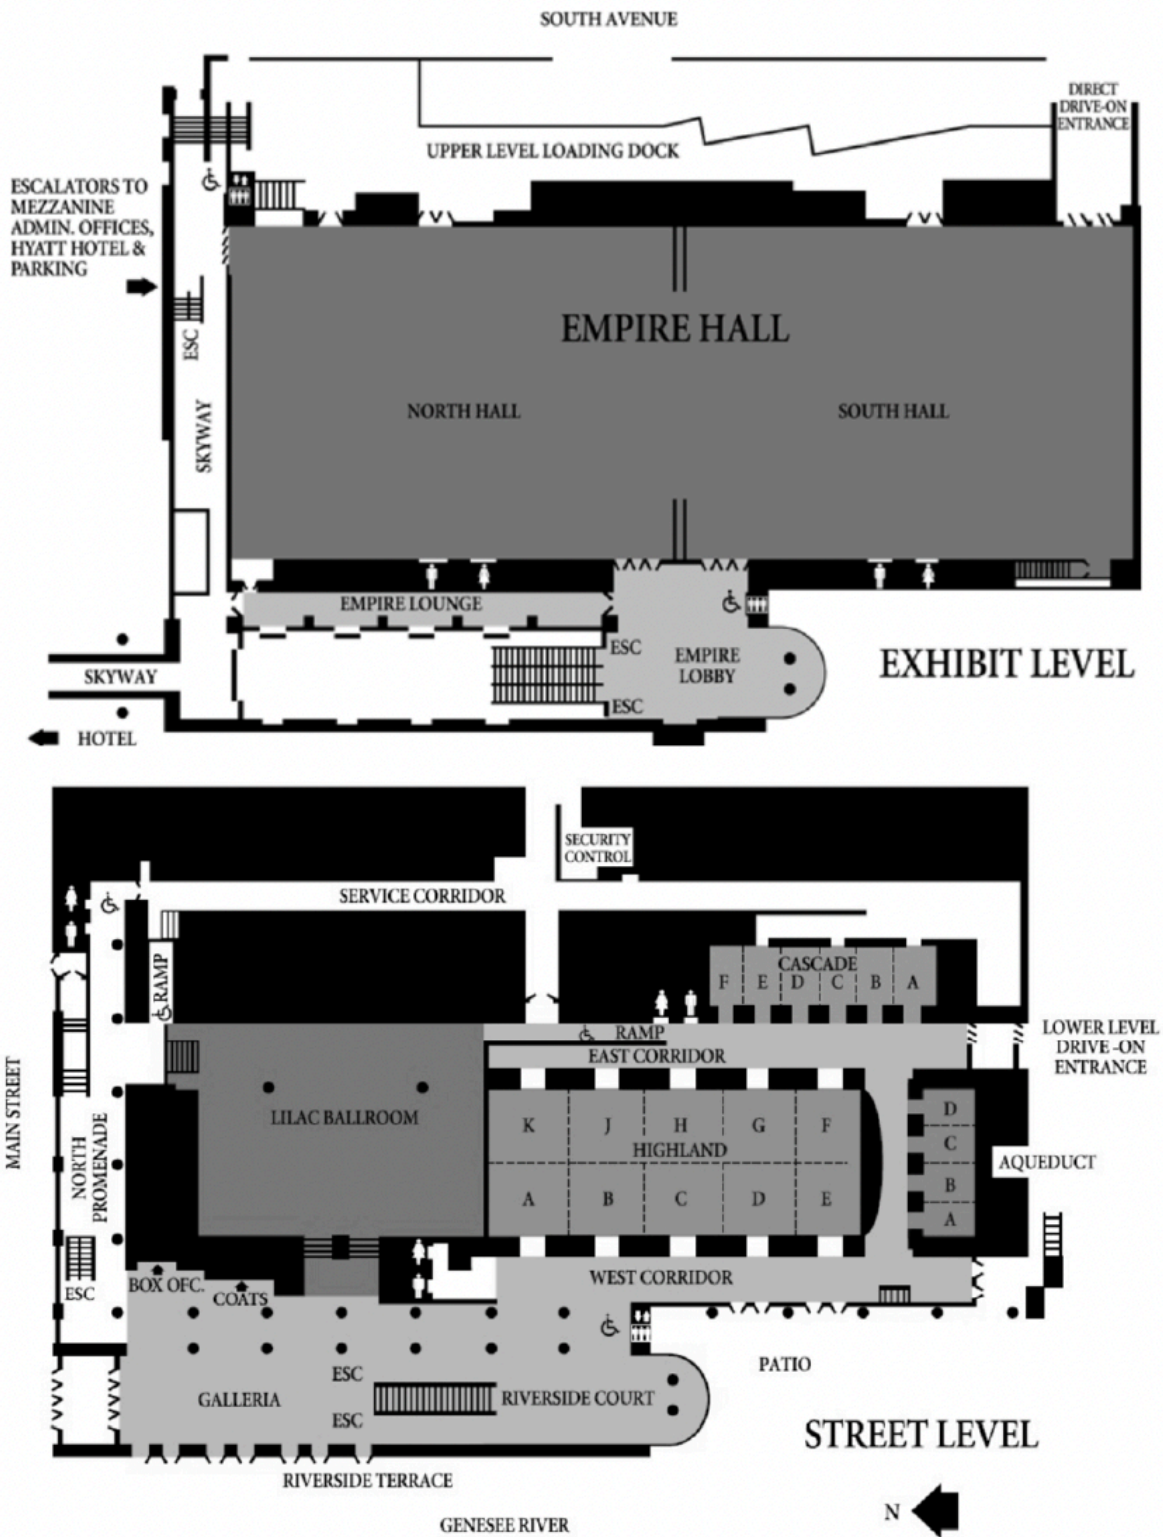 SOUTH AVENUE
DIRECT
DRIVE-ON
ENTRANCE
UPPER LEVEL LOADING DOCK
ESCALATORS TO
MEZZANINE
ADMIN. OFFICES,
HYATT HOTEL &
PARKING
EMPIRE HALL
ESC
NORTH HALL
SOUTH HALL
SKYWAY
EMPIRE LOUNGE
ESC
EMPIRE
LOBBY
ESC
EXHIBIT LEVEL
SKYWAY
HOTEL
SECURITY
CONTROL
SERVICE CORRIDOR
CASCADE
F E D C B A
RAMP
RAMP
EAST CORRIDOR
LOWER LEVEL
DRIVE -ON
ENTRANCE
MAIN STREET
LILAC BALLROOM
K J H G F
HIGHLAND
A B C D E
D
C
B
A
AQUEDUCT
NORTH
PROMENADE
ESC
BOX OFC.
COATS
WEST CORRIDOR
PATIO
ESC
GALLERIA
RIVERSIDE COURT
ESC
STREET LEVEL
RIVERSIDE TERRACE
N
GENESEE RIVER